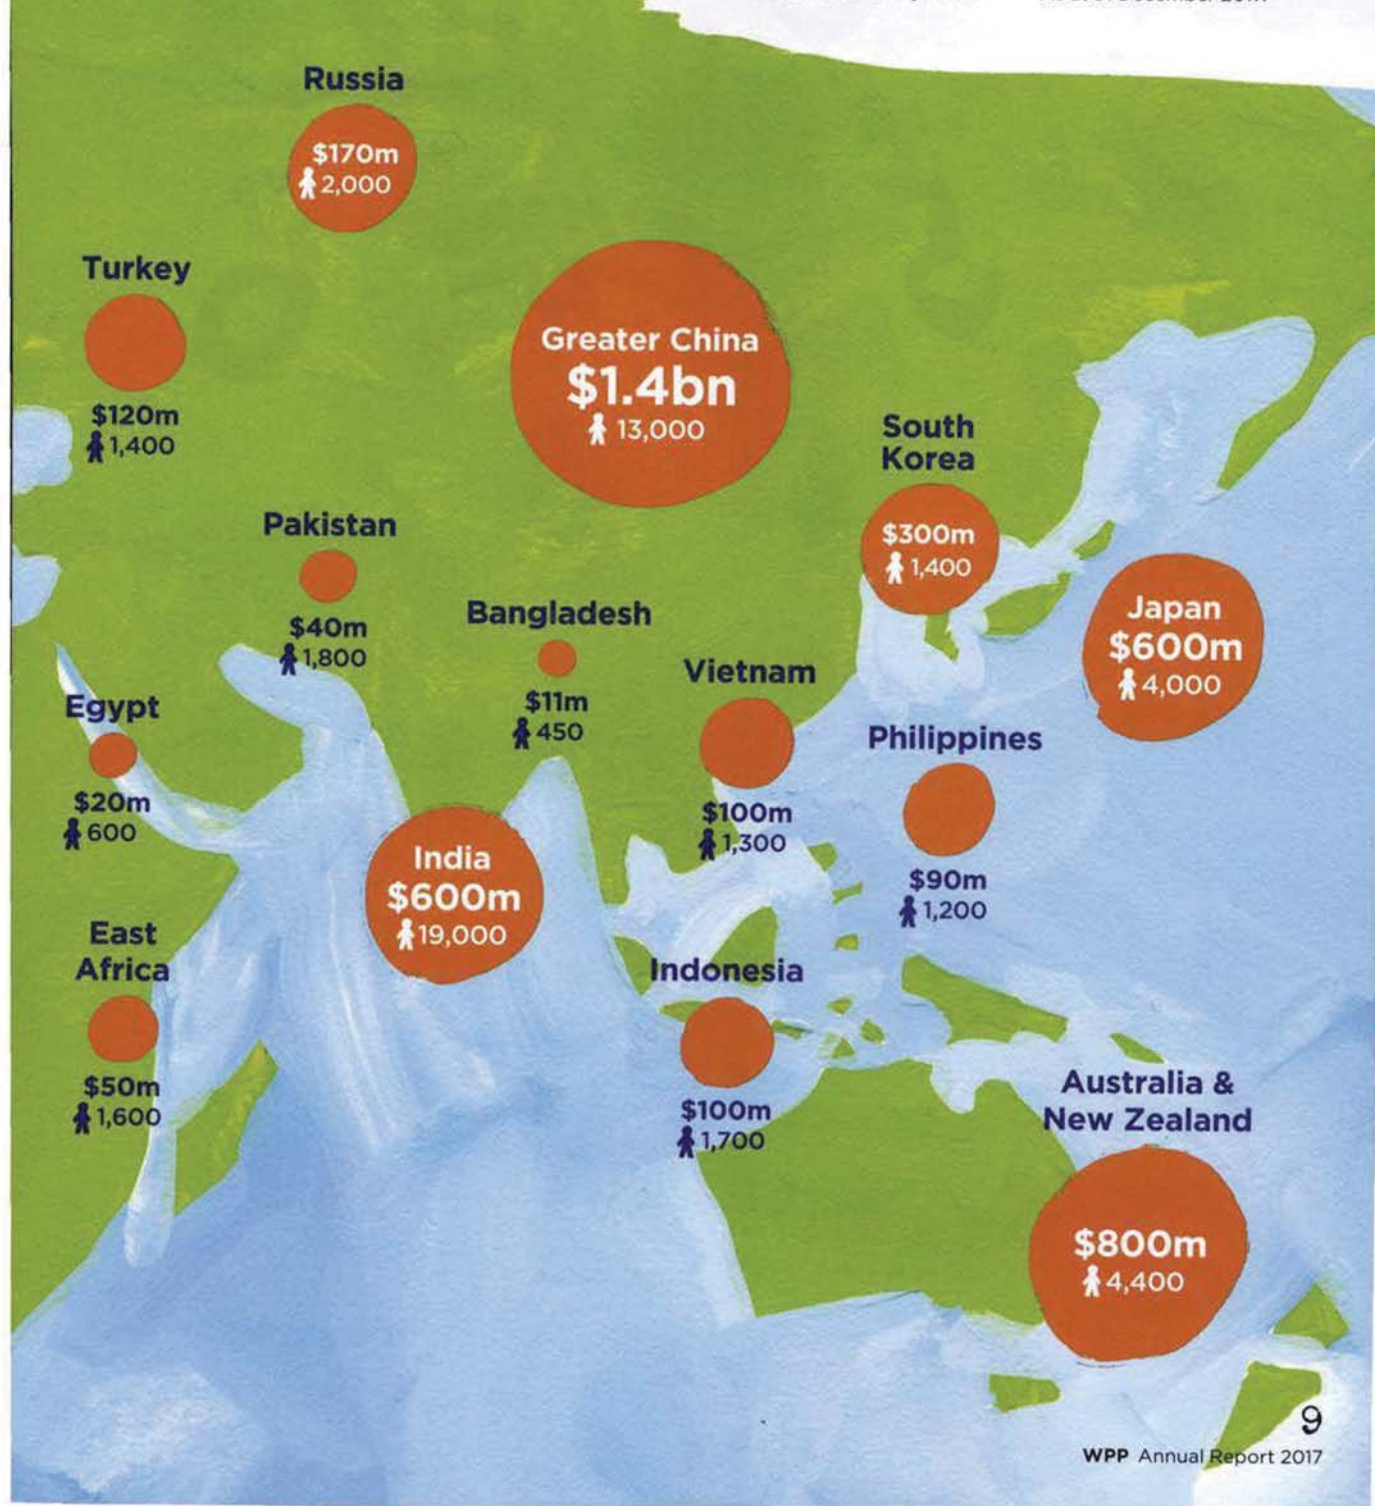 Russia
$170m
2,000
Turkey
$120m
1,400
Greater China
$1.4bn
13,000
South
Korea
$300m
1,400
Pakistan
$40m
1,800
Bangladesh
$11m
450
Japan
$600m
4,000
Vietnam
$100m
1,300
Egypt
$20m
600
Philippines
$90m
1,200
India
$600m
19,000
East
Africa
$50m
1,600
Indonesia
$100m
1,700
Australia &
New Zealand
$800m
4,400
9
WPP Annual Report 2017